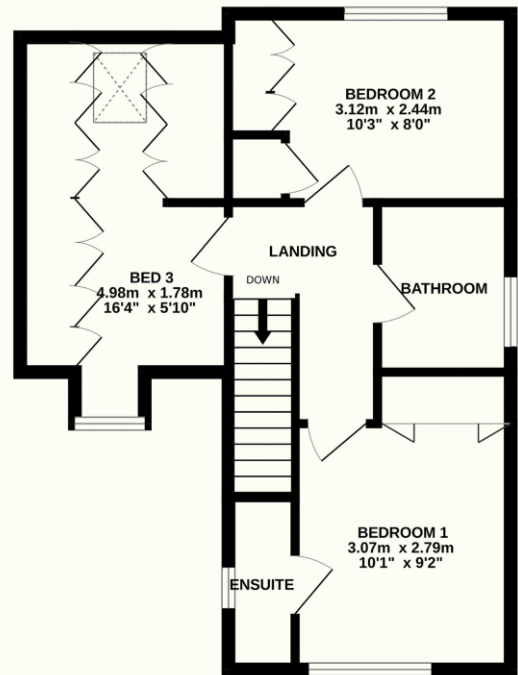 BEDROOM 2
3.12m x 2.44m
10'3" x 8'0"
LANDING
DOWN
BED 3
4.98m x 1.78m
16'4" x 5'10"
BATHROOM
BEDROOM 1
3.07m x 2.79m
10'1" x 9'2"
ENSUITE